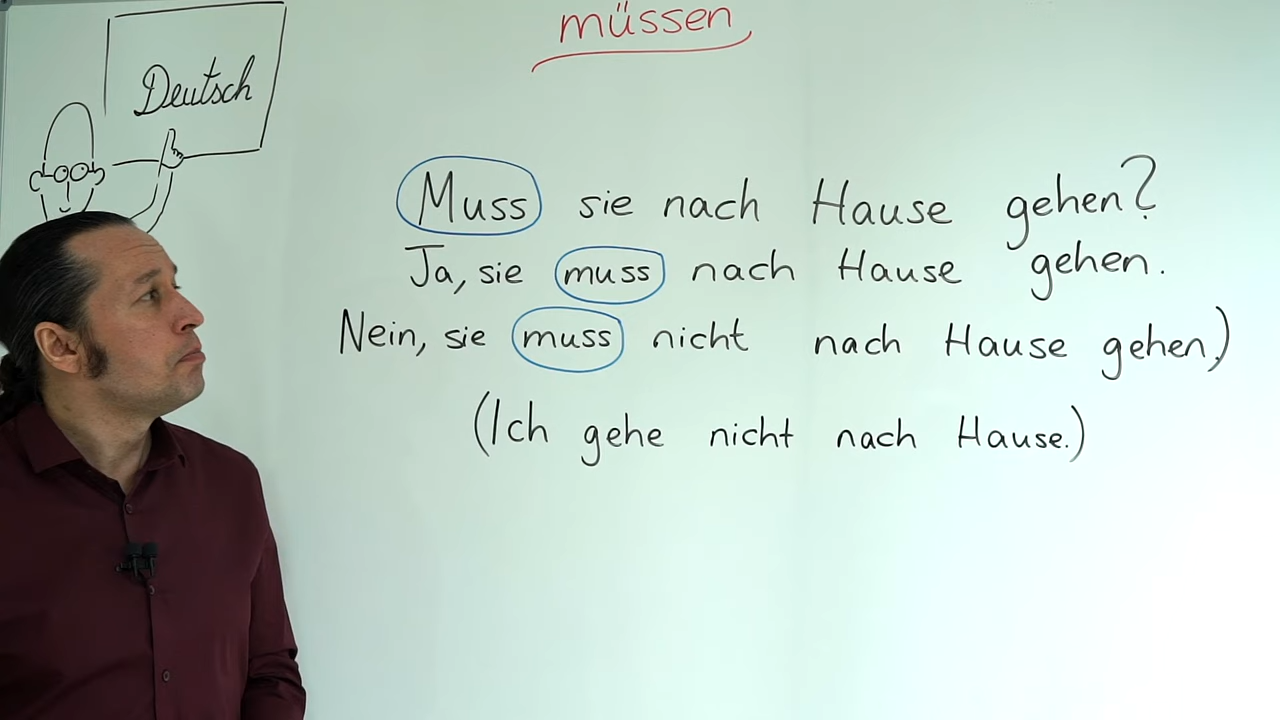 müssen
Deutsch
Muss sie nach Hause gehen?
Ja, sie muss nach Hause gehen.
Nein, sie muss nicht nach Hause gehen.)
(Ich gehe nicht nach Hause.)